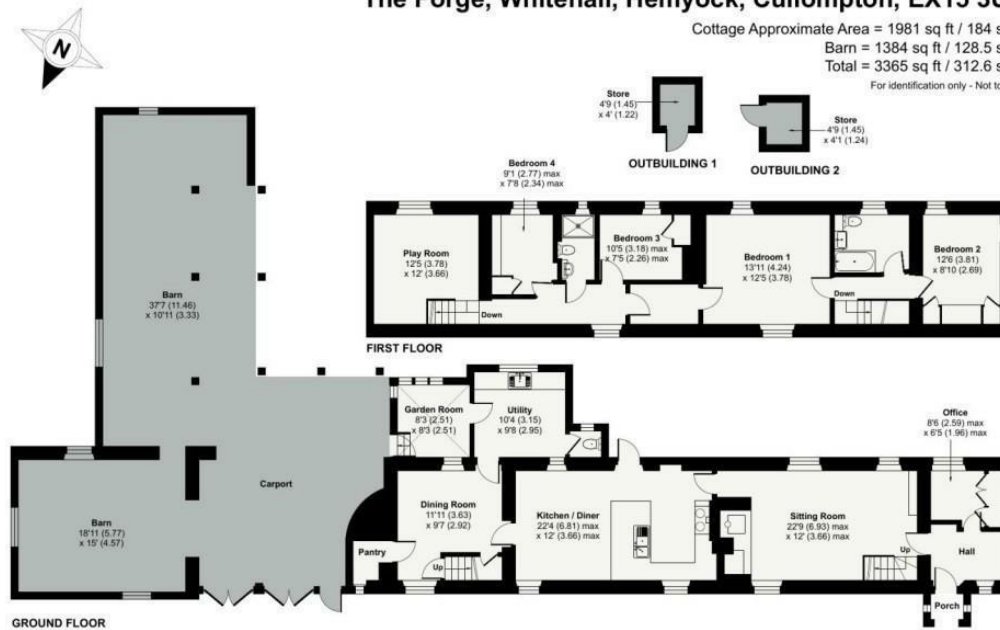 The Forge, Whitehall, Hemyock, Cullompton, EX15
Cottage Approximate Area = 1981 sq ft / 184
Barn = 1384 sq ft / 128.5
Total = 3365 sq ft / 312.6
For identification only - Not to
N
Store
4'9 (1.45)
x 4' (1.22)
OUTBUILDING 1
Store
4'9 (1.45)
x 4'1 (1.24)
OUTBUILDING 2
Bedroom 4
9'1 (2.77) max
x 7'8 (2.34) max
Play Room
12'5 (3.78)
x 12' (3.66)
Down
Bedroom 3
10'5 (3.18) max
x 7'5 (2.26) max
Bedroom 1
13'11 (4.24)
x 12'5 (3.78)
Down
Bedroom 2
12'6 (3.81)
x 8'10 (2.69)
FIRST FLOOR
Barn
37'7 (11.46)
x 10'11 (3.33)
Garden Room
8'3 (2.51)
x 8'3 (2.51)
Utility
10'4 (3.15)
x 9'8 (2.95)
Office
8'6 (2.59) max
x 6'5 (1.96) max
Barn
18'11 (5.77)
x 15' (4.57)
Carport
Pantry
Dining Room
11'11 (3.63)
x 9'7 (2.92)
Up
Kitchen / Diner
22'4 (6.81) max
x 12' (3.66) max
Sitting Room
22'9 (6.93) max
x 12' (3.66) max
Up
Hall
Porch
GROUND FLOOR